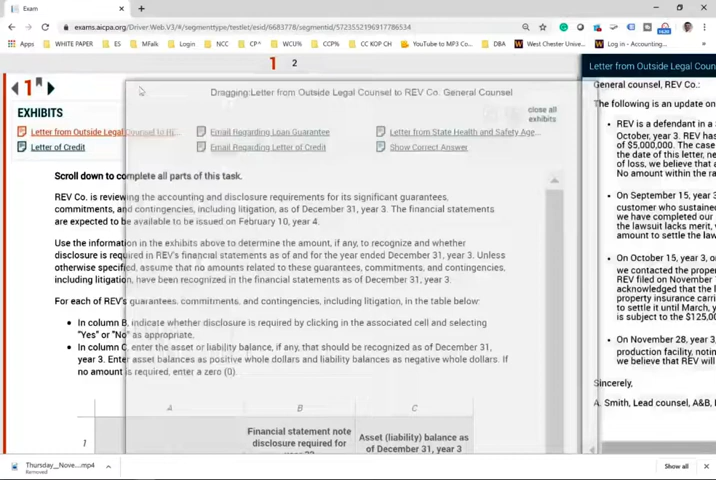 Exam
exams.aicpa.org/Driver.Web.V3/#/segmenttype/testlet/esid/6683778/segmentid/5723552196917786534
Apps WHITE PAPER ES MFalk Login NCC CP^ WCU% CCP% CC KOP CH YouTube to MP3 Co... DBA West Chester Unive... Log in - Accounting...
1 2
Letter from Outside Legal Coun
1
Dragging:Letter from Outside Legal Counsel to REV Co. General Counsel
EXHIBITS
close all
exhibits
Letter from Outside Legal Counsel to RE...
Email Regarding Loan Guarantee
Letter from State Health and Safety Age...
Letter of Credit
Email Regarding Letter of Credit
Show Correct Answer
Scroll down to complete all parts of this task.
REV Co. is reviewing the accounting and disclosure requirements for its significant guarantees,
commitments, and contingencies, including litigation, as of December 31, year 3. The financial statements
are expected to be available to be issued on February 10, year 4.
Use the information in the exhibits above to determine the amount, if any, to recognize and whether
disclosure is required in REV's financial statements as of and for the year ended December 31, year 3. Unless
otherwise specified, assume that no amounts related to these guarantees, commitments, and contingencies,
including litigation, have been recognized in the financial statements as of December 31, year 3.
For each of REV's guarantees, commitments, and contingencies, including litigation, in the table below:
• In column B, indicate whether disclosure is required by clicking in the associated cell and selecting
"Yes" or "No" as appropriate.
• In column C, enter the asset or liability balance, if any, that should be recognized as of December 31,
year 3. Enter asset balances as positive whole dollars and liability balances as negative whole dollars. If
no amount is required, enter a zero (0).
A B C
1
Financial statement note
disclosure required for
Asset (liability) balance as
of December 31, year 3
General counsel, REV Co.:
The following is an update on
• REV is a defendant in a
October, year 3. REV has
of $5,000,000. The case
the date of this letter, ne
of loss, we believe that a
No amount within the ra
• On September 15, year 3
customer who sustained
we have completed our
the lawsuit lacks merit, w
amount to settle the law
• On October 15, year 3, o
we contacted the proper
REV filed on November
acknowledged that the l
property insurance carri
to settle it until March, y
is subject to the $125,00
• On November 28, year 3,
production facility, notin
we believe that REV will
Sincerely,
A. Smith, Lead counsel, A&B,
Thursday__Nove....mp4
Removed
Show all